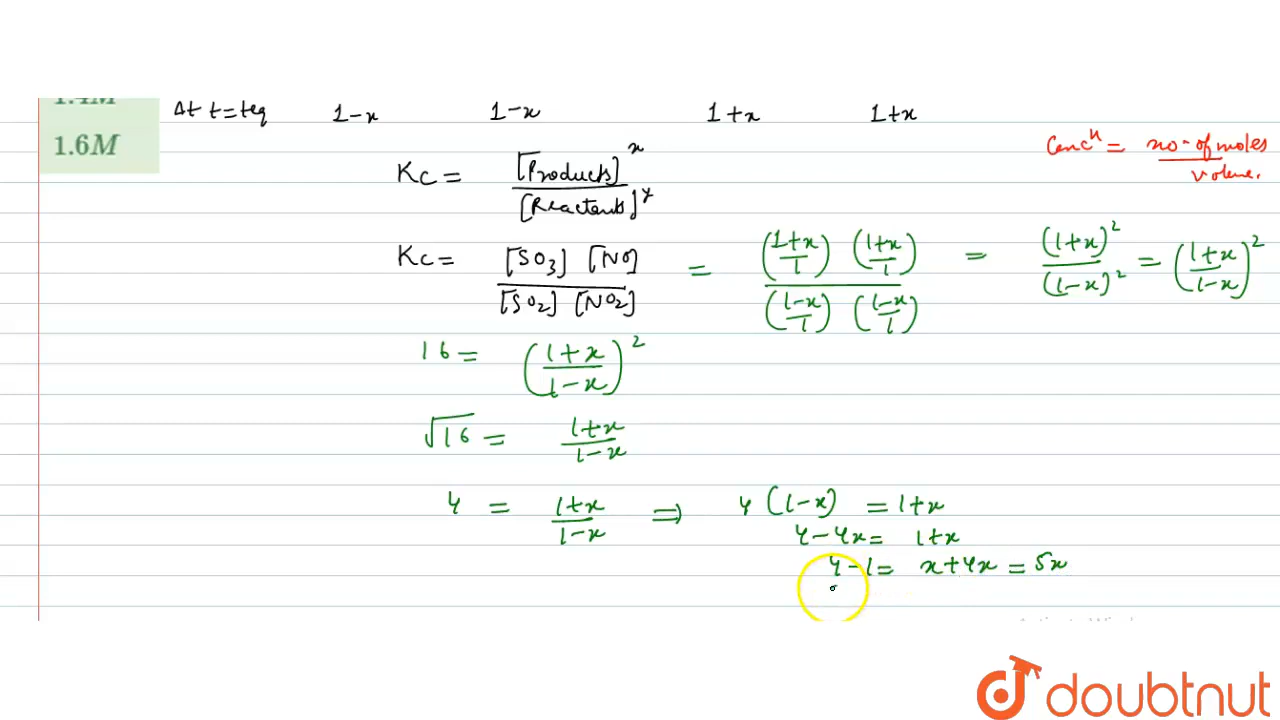 1.4M
At t=teq 1-x 1-x 1+x 1+x
1.6M
Concⁿ = no. of moles / volume.
Kc = [Products]^x / [Reactants]^y
Kc = [SO3] [NO] / [SO2] [NO2] = (1+x/1) (1+x/1) / (1-x/1) (1-x/1) = (1+x)² / (1-x)² = (1+x/1-x)²
16 = (1+x/1-x)²
√16 = 1+x/1-x
4 = 1+x/1-x ⇒ 4(1-x) = 1+x
4-4x = 1+x
4-1 = x+4x = 5x
doubtnut